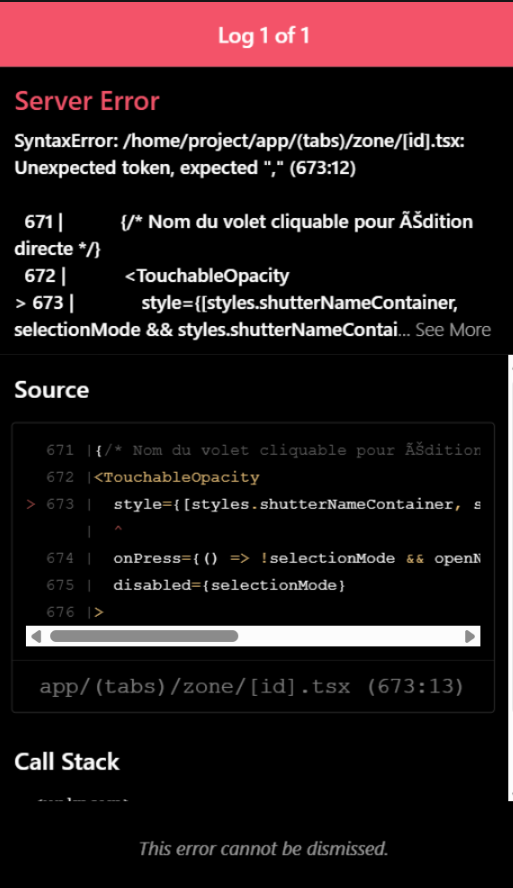 Log 1 of 1
Server Error
SyntaxError: /home/project/app/(tabs)/zone/[id].tsx:
Unexpected token, expected "," (673:12)
671 | {/* Nom du volet cliquable pour ÃŠdition
directe */}
672 | <TouchableOpacity
> 673 | style={[styles.shutterNameContainer,
selectionMode && styles.shutterNameContai... See More
Source
671 | {/* Nom du volet cliquable pour ÃŠdition
672 | <TouchableOpacity
> 673 | style={[styles.shutterNameContainer, s
| ^
674 | onPress={() => !selectionMode && openN
675 | disabled={selectionMode}
676 | >
app/(tabs)/zone/[id].tsx (673:13)
Call Stack
This error cannot be dismissed.